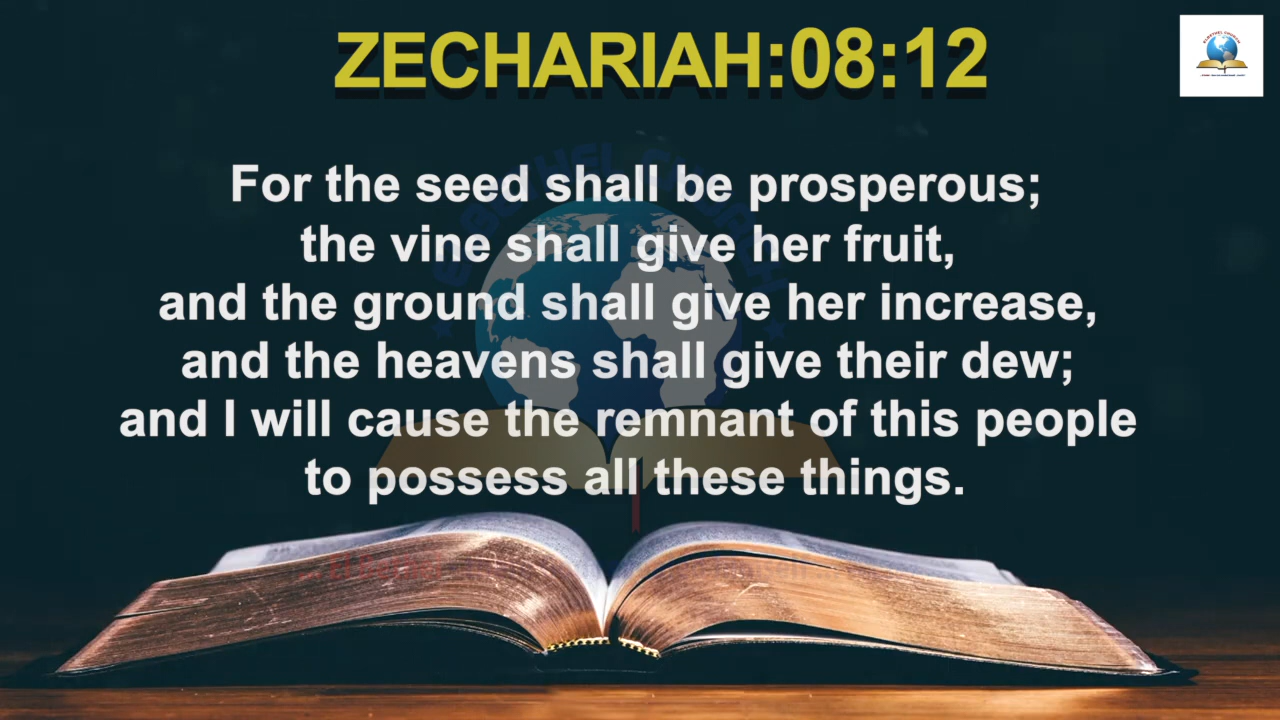 ZECHARIAH:08:12
For the seed shall be prosperous;
the vine shall give her fruit,
and the ground shall give her increase,
and the heavens shall give their dew;
and I will cause the remnant of this people
to possess all these things.